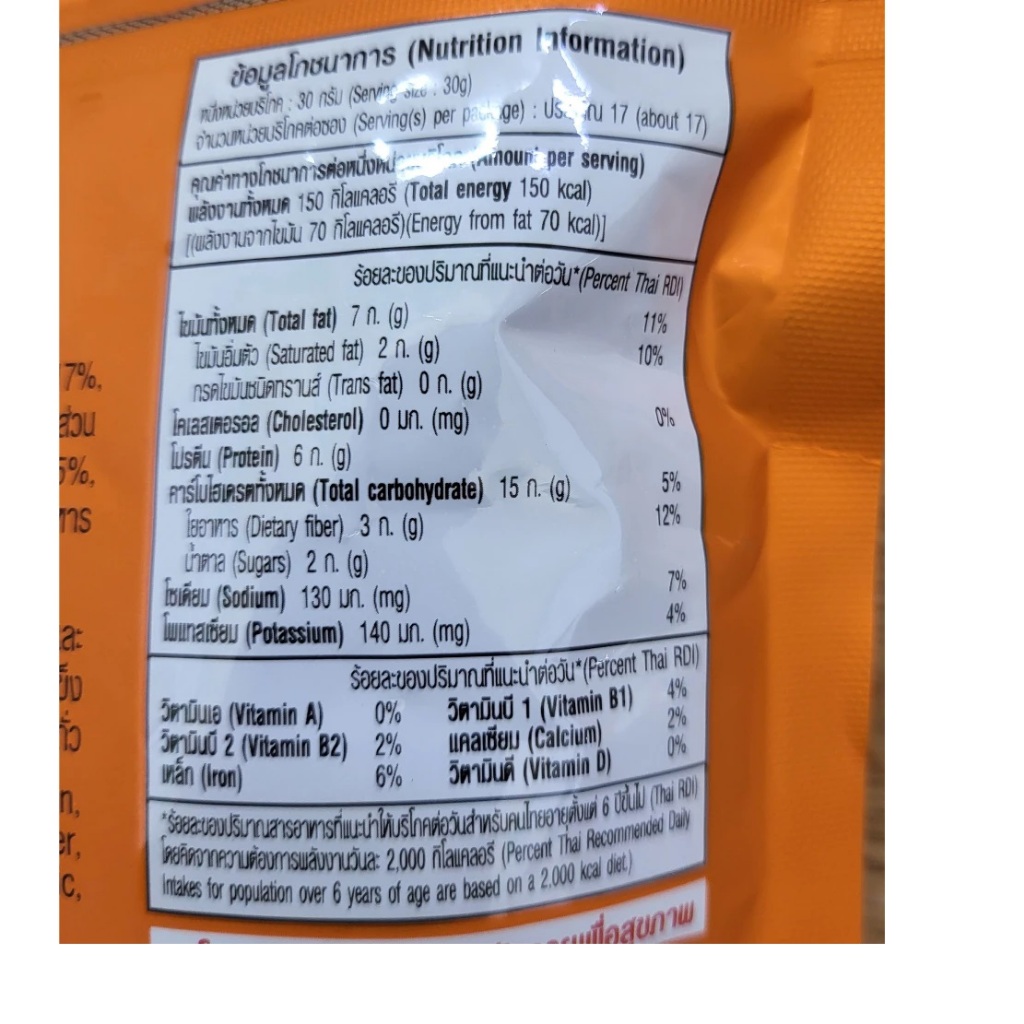 ข้อมูลโภชนาการ (Nutrition Information)
หนึ่งหน่วยบริโภค : 30 กรัม (Serving size : 30g)
จำนวนหน่วยบริโภคต่อซอง (Serving(s) per package) : ประมาณ 17 (about 17)
คุณค่าทางโภชนาการต่อหนึ่งหน่วยบริโภค (Amount per serving)
พลังงานทั้งหมด 150 กิโลแคลอรี (Total energy 150 kcal)
[(พลังงานจากไขมัน 70 กิโลแคลอรี)(Energy from fat 70 kcal)]
ร้อยละของปริมาณที่แนะนำต่อวัน*(Percent Thai RDI)
ไขมันทั้งหมด (Total fat) 7 ก. (g) 11%
ไขมันอิ่มตัว (Saturated fat) 2 ก. (g) 10%
กรดไขมันชนิดทรานส์ (Trans fat) 0 ก. (g)
โคเลสเตอรอล (Cholesterol) 0 มก. (mg) 0%
โปรตีน (Protein) 6 ก. (g)
คาร์โบไฮเดรตทั้งหมด (Total carbohydrate) 15 ก. (g) 5%
ใยอาหาร (Dietary fiber) 3 ก. (g) 12%
น้ำตาล (Sugars) 2 ก. (g)
โซเดียม (Sodium) 130 มก. (mg) 7%
โพแทสเซียม (Potassium) 140 มก. (mg) 4%
ร้อยละของปริมาณที่แนะนำต่อวัน*(Percent Thai RDI)
วิตามินเอ (Vitamin A) 0% วิตามินบี 1 (Vitamin B1) 4%
วิตามินบี 2 (Vitamin B2) 2% แคลเซียม (Calcium) 2%
เหล็ก (Iron) 6% วิตามินดี (Vitamin D) 0%
*ร้อยละของปริมาณสารอาหารที่แนะนำให้บริโภคต่อวันสำหรับคนไทยอายุตั้งแต่ 6 ปีขึ้นไป (Thai RDI)
โดยคิดจากความต้องการพลังงานวันละ 2,000 กิโลแคลอรี (Percent Thai Recommended Daily
Intakes for population over 6 years of age are based on a 2,000 kcal diet.)
เพื่อสุขภาพ
7%,
ส่วน
5%,